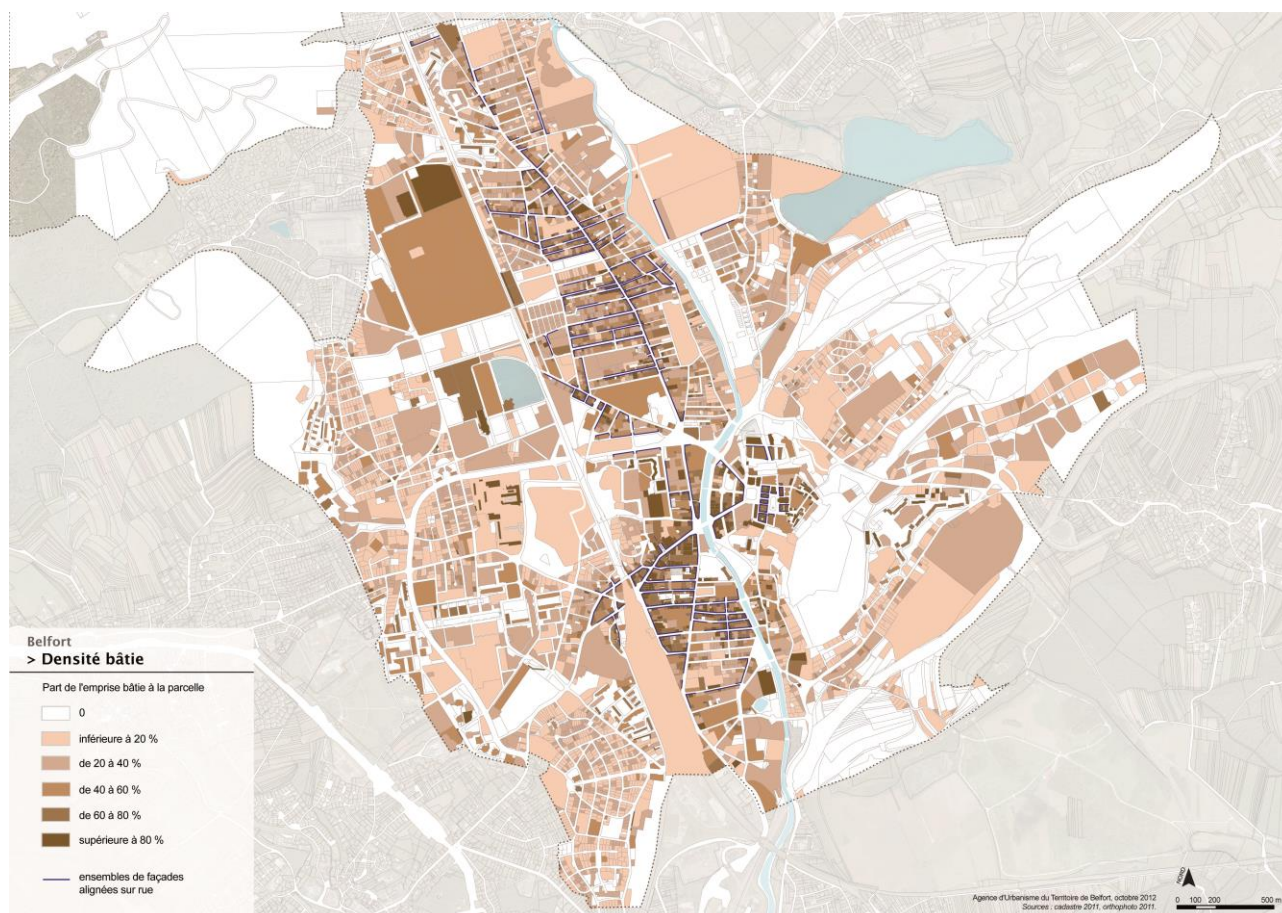 Belfort
> Densité bâtie
Part de l'emprise bâtie à la parcelle
0
inférieure à 20 %
de 20 à 40 %
de 40 à 60 %
de 60 à 80 %
supérieure à 80 %
ensembles de façades
alignées sur rue
NORD
Agence d'Urbanisme du Territoire de Belfort, octobre 2012
Sources : cadastre 2011, orthophoto 2011.
0 100 200 500 m